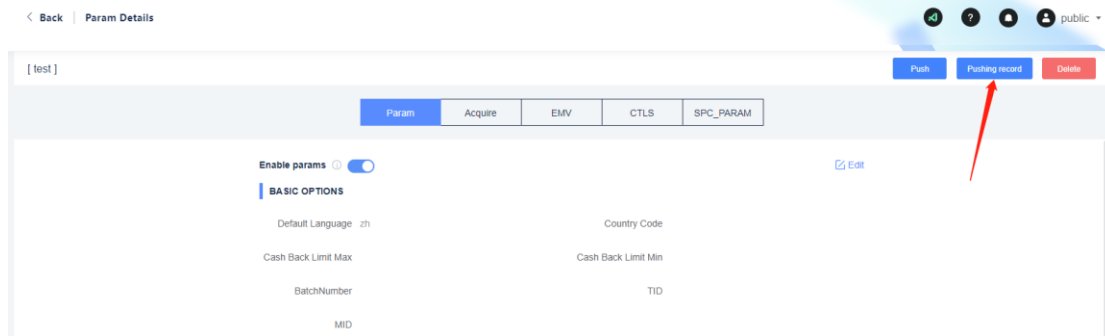 Back | Param Details
public
[ test ]
Push Pushing record Delete
Param Acquire EMV CTLS SPC_PARAM
Enable params Edit
BASIC OPTIONS
Default Language zh Country Code
Cash Back Limit Max Cash Back Limit Min
BatchNumber TID
MID